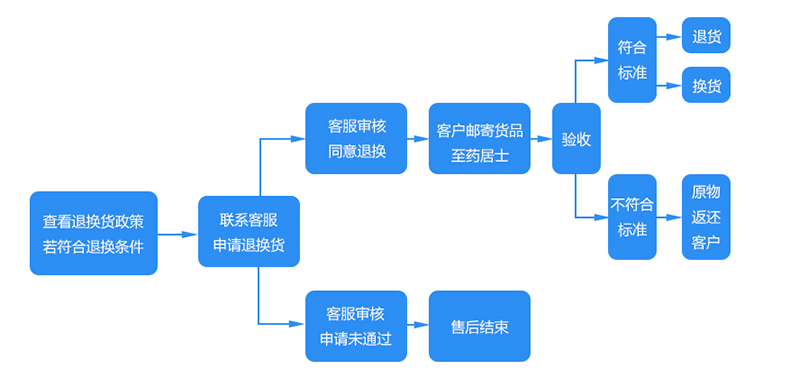 查看退换货政策
若符合退换条件
联系客服
申请退换货
客服审核
同意退换
客户邮寄货品
至药居士
验收
符合
标准
退货
换货
不符合
标准
原物
返还
客户
客服审核
申请未通过
售后结束